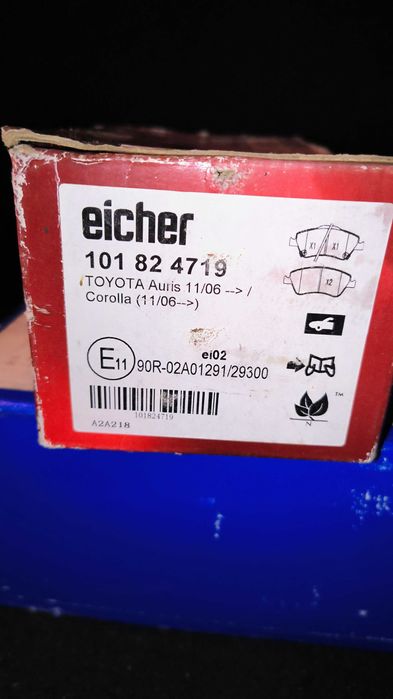 eicher
101 82 4719
TOYOTA Auris 11/06 --> /
Corolla (11/06-->)
X1 X1
X2
ei02
E11 90R-02A01291/29300
101824719
A2A218
TM
N